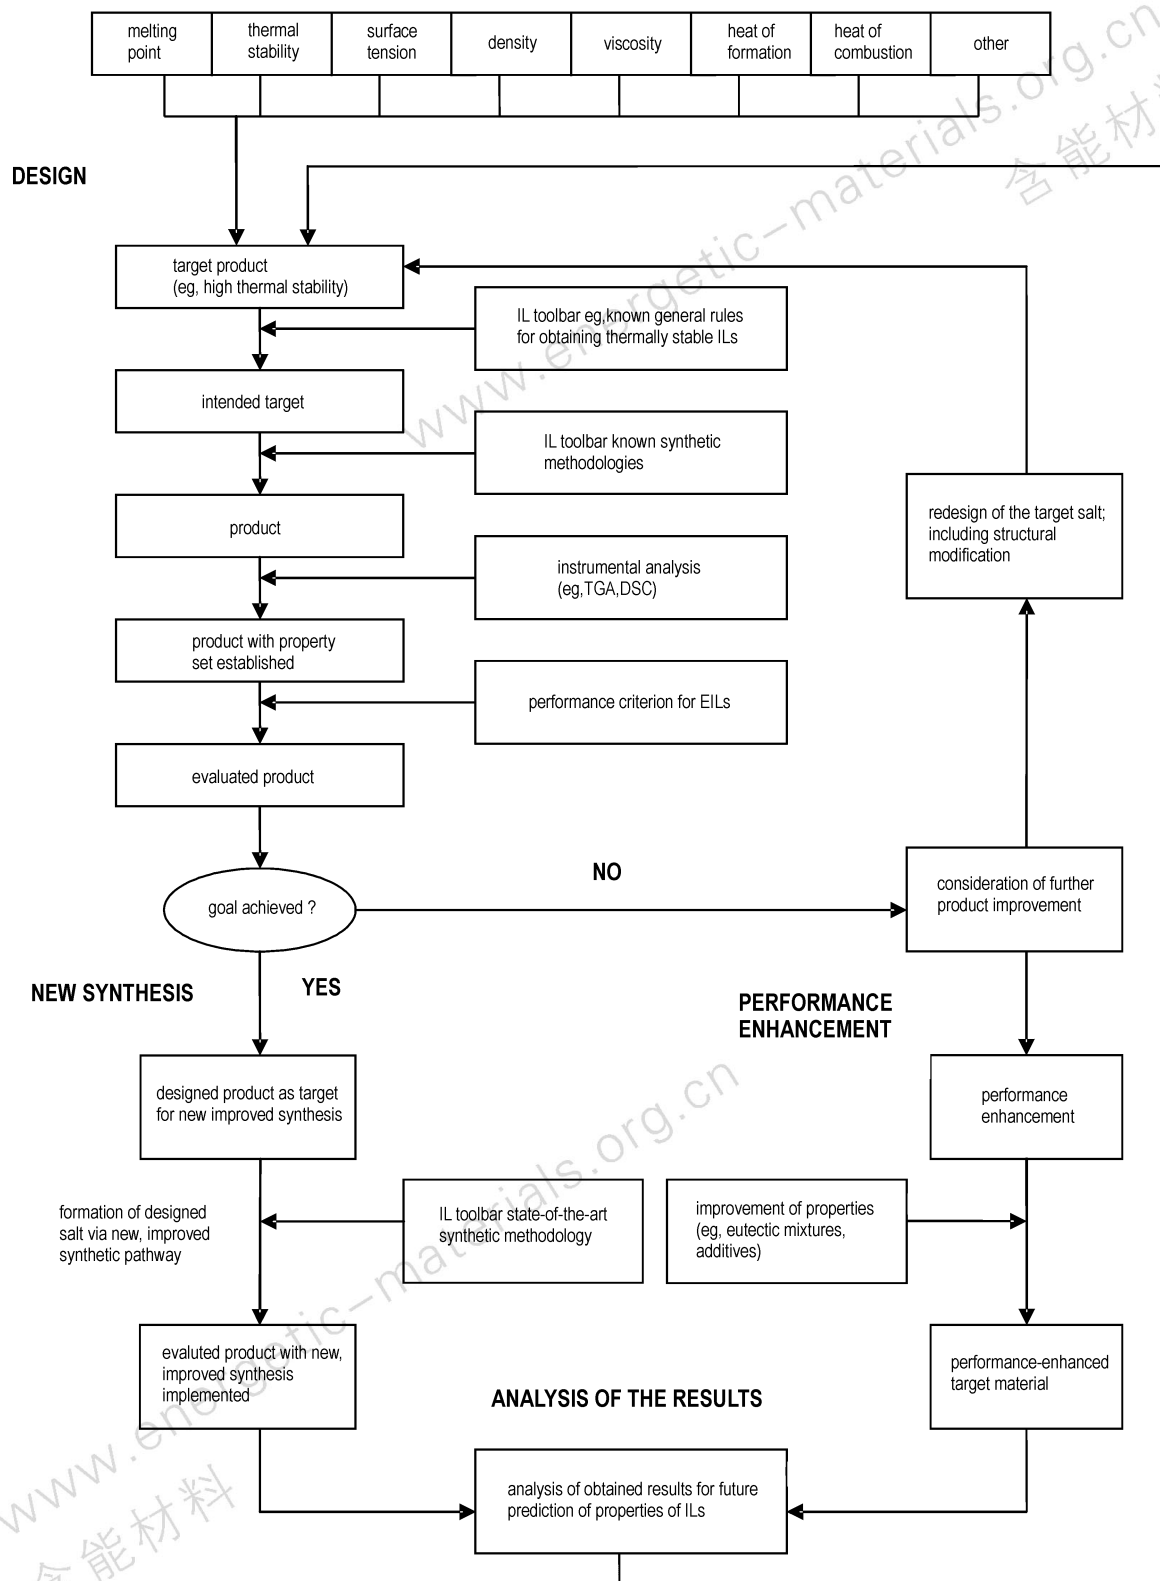 melting
point
thermal
stability
surface
tension
density
viscosity
heat of
formation
heat of
combustion
other
DESIGN
target product
(eg, high thermal stability)
IL toolbar eg,known general rules
for obtaining thermally stable ILs
intended target
IL toolbar known synthetic
methodologies
product
redesign of the target salt;
including structural
modification
instrumental analysis
(eg,TGA,DSC)
product with property
set established
performance criterion for EILs
evaluated product
goal achieved ?
NO
consideration of further
product improvement
NEW SYNTHESIS
YES
PERFORMANCE
ENHANCEMENT
designed product as target
for new improved synthesis
performance
enhancement
formation of designed
salt via new, improved
synthetic pathway
IL toolbar state-of-the-art
synthetic methodology
improvement of properties
(eg, eutectic mixtures,
additives)
evaluted product with new,
improved synthesis
implemented
performance-enhanced
target material
ANALYSIS OF THE RESULTS
analysis of obtained results for future
prediction of properties of ILs
www.energetic-materials.org.cn
含能材料
www.energetic-materials.org.cn
含能材料